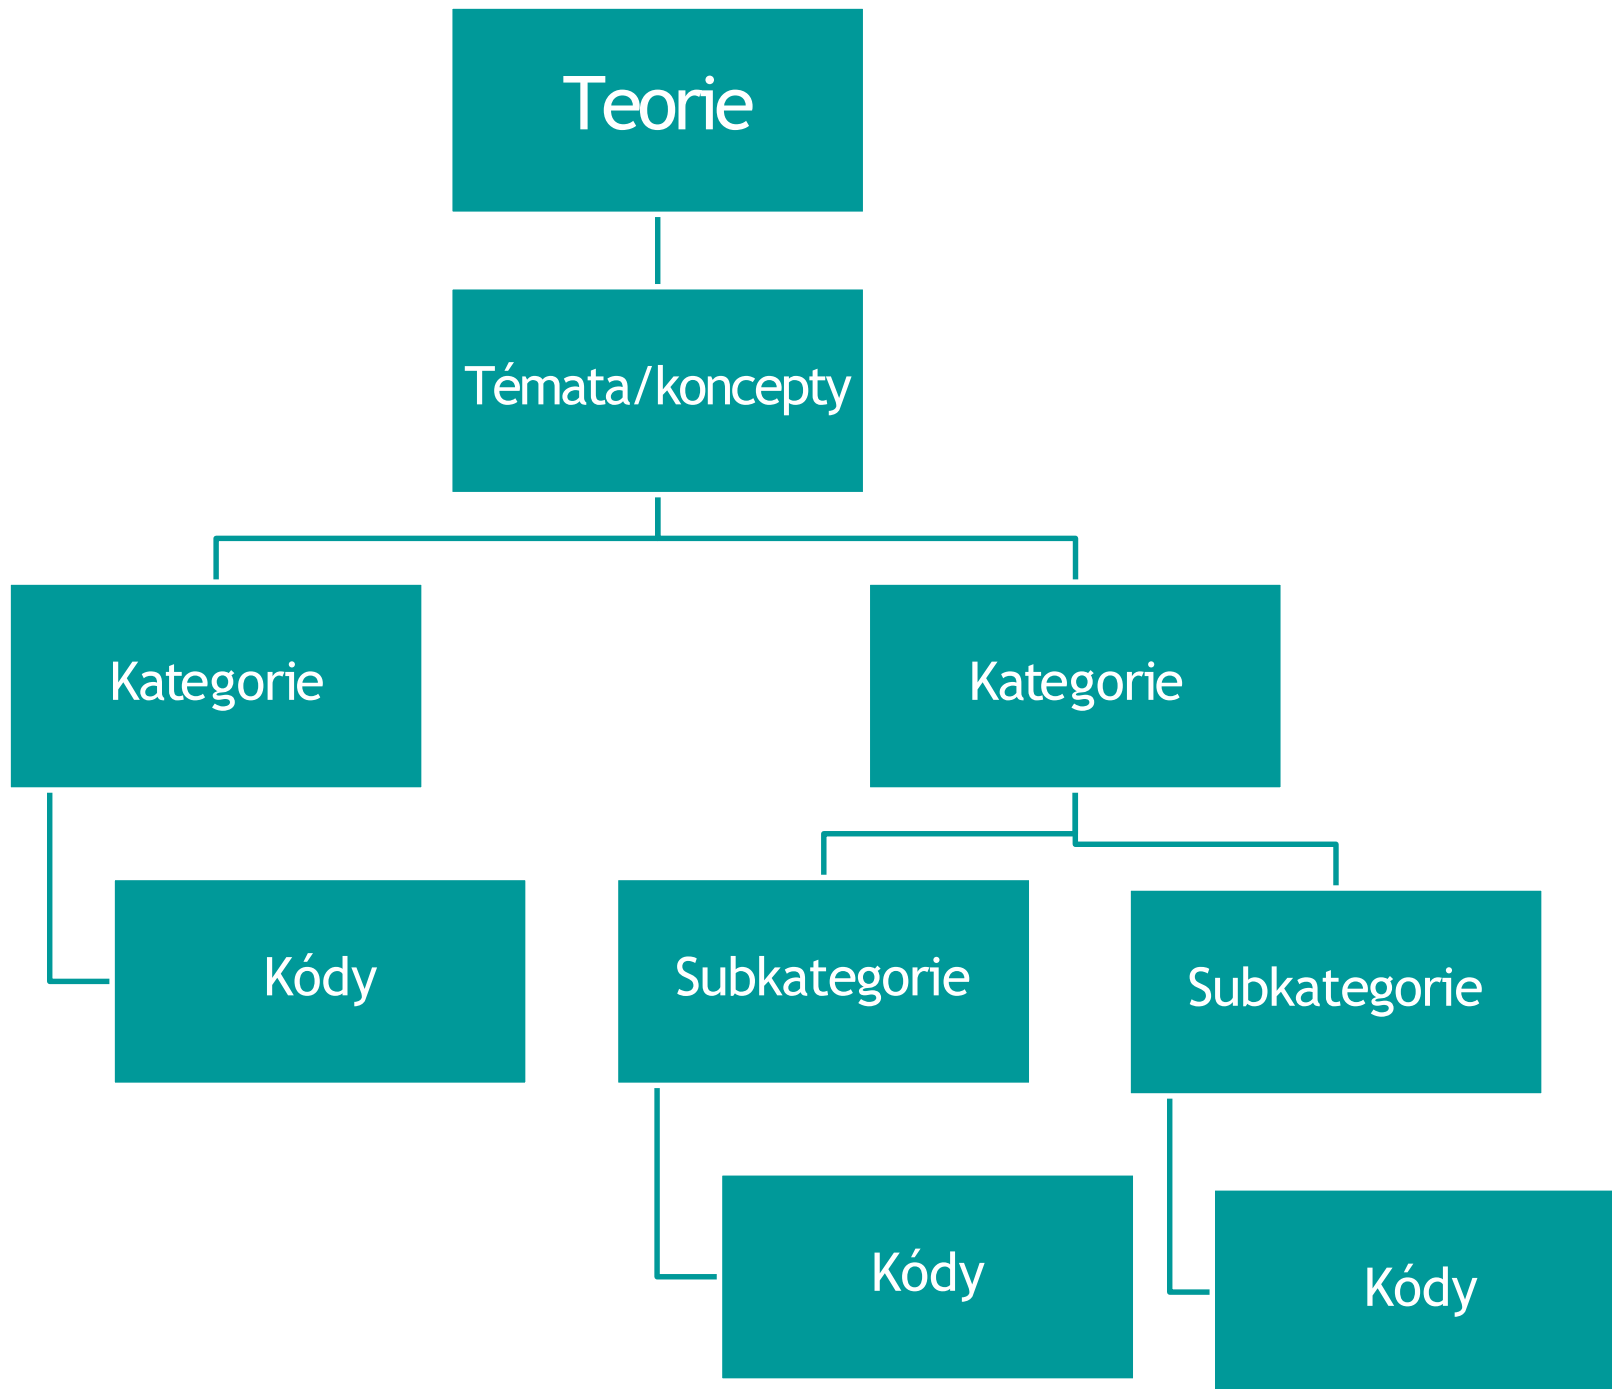 Teorie
Témata/koncepty
Kategorie
Kategorie
Kódy
Subkategorie
Subkategorie
Kódy
Kódy